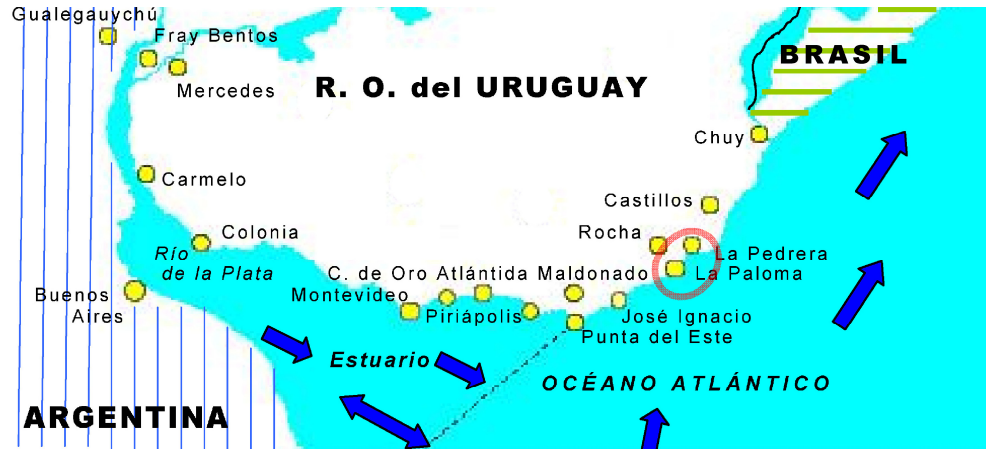 Gualegauychú
Fray Bentos
BRASIL
R. O. del URUGUAY
Mercedes
Chuy
Carmelo
Castillos
Colonia
Rocha
Río
de la Plata
La Pedrera
C. de Oro Atlántida Maldonado
La Paloma
Buenos
Aires
Montevideo
Piriápolis
José Ignacio
Punta del Este
Estuario
OCÉANO ATLÁNTICO
ARGENTINA